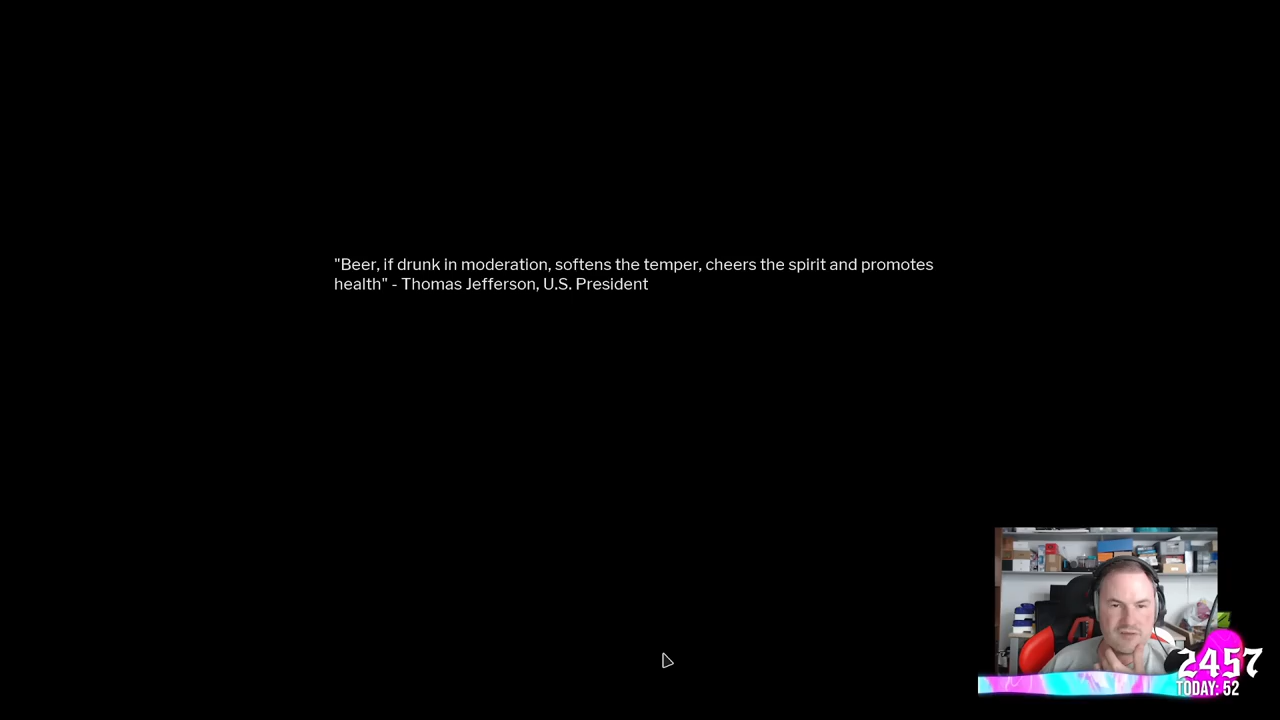 "Beer, if drunk in moderation, softens the temper, cheers the spirit and promotes
health" - Thomas Jefferson, U.S. President
2457
TODAY: 52